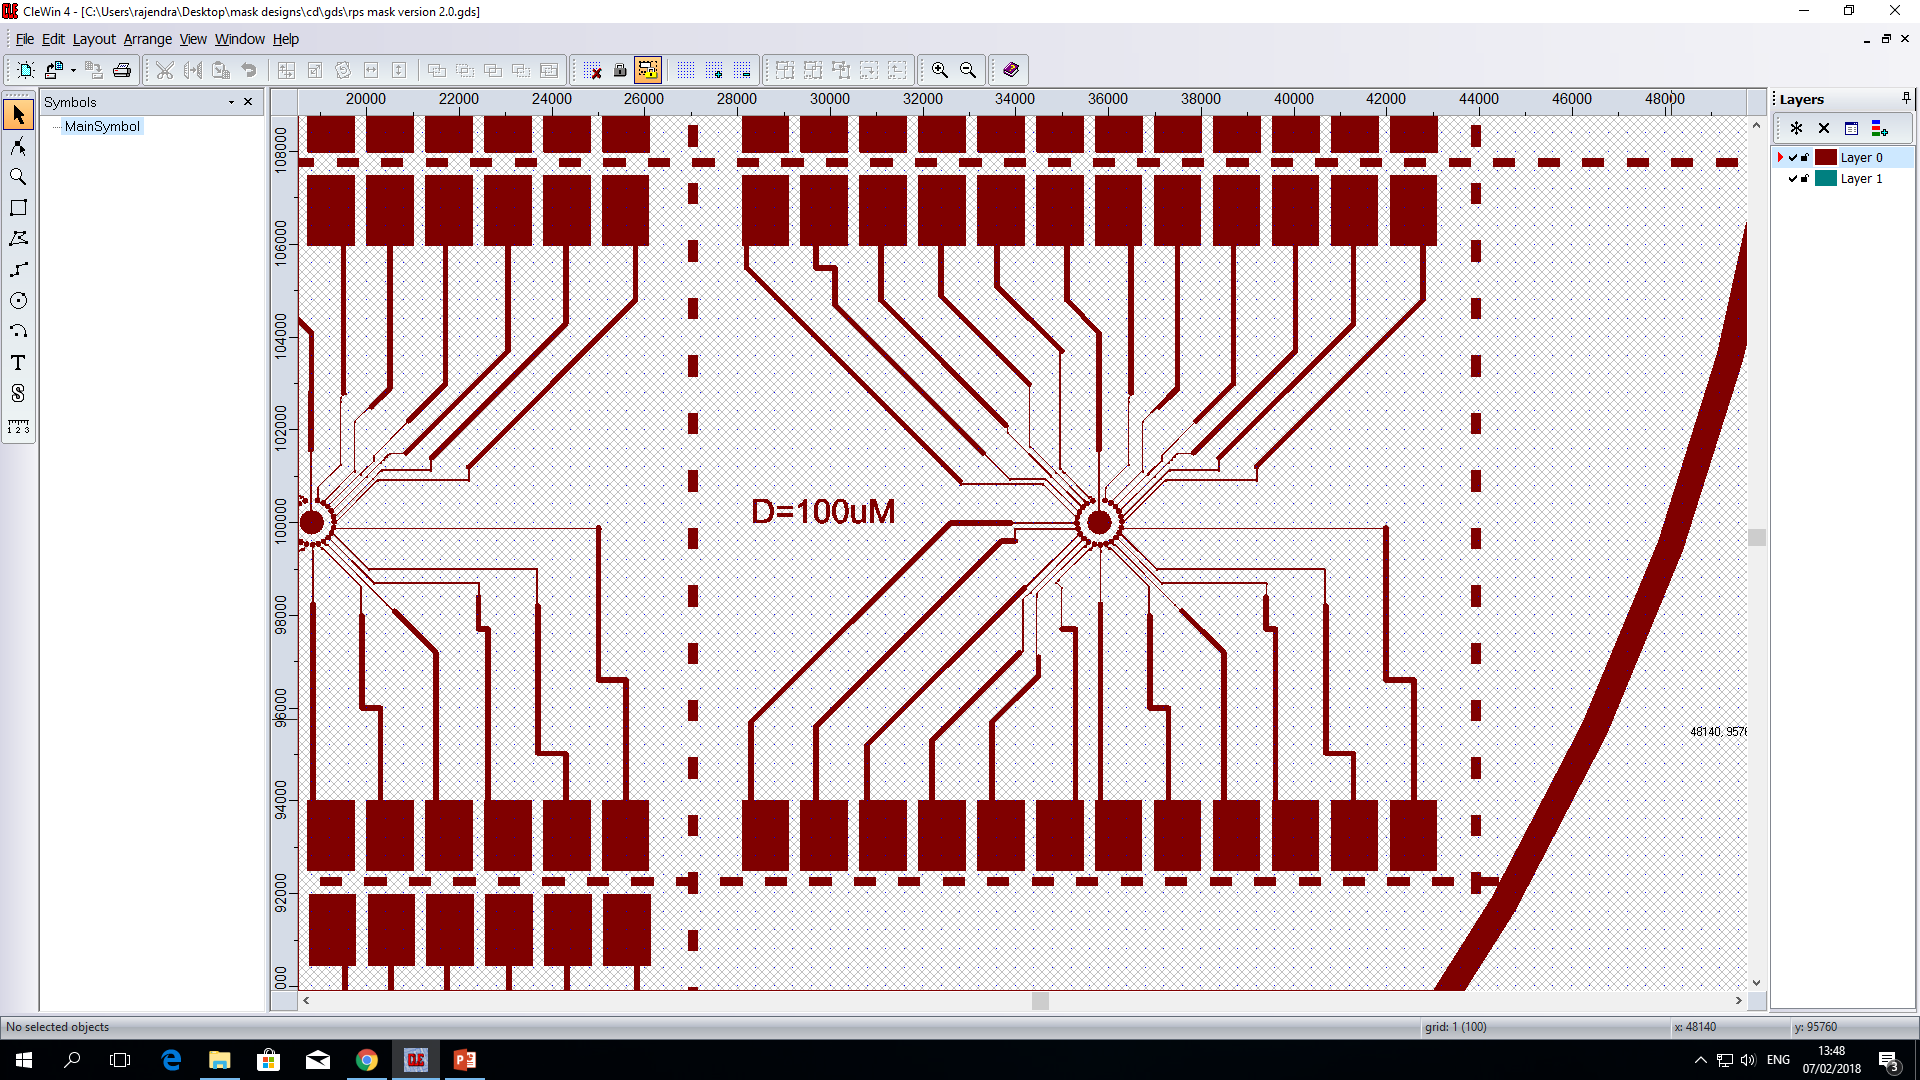 CleWin 4 - [C:\Users\rajendra\Desktop\mask designs\cd\gds\rps mask version 2.0.gds]
File Edit Layout Arrange View Window Help
Symbols
MainSymbol
20000 22000 24000 26000 28000 30000 32000 34000 36000 38000 40000 42000 44000 46000 48000
108000
106000
104000
102000
100000
98000
96000
94000
92000
000
D=100uM
48140, 9576
Layers
Layer 0
Layer 1
No selected objects
grid: 1 (100)
x: 48140
y: 95760
ENG
13:48
07/02/2018
3